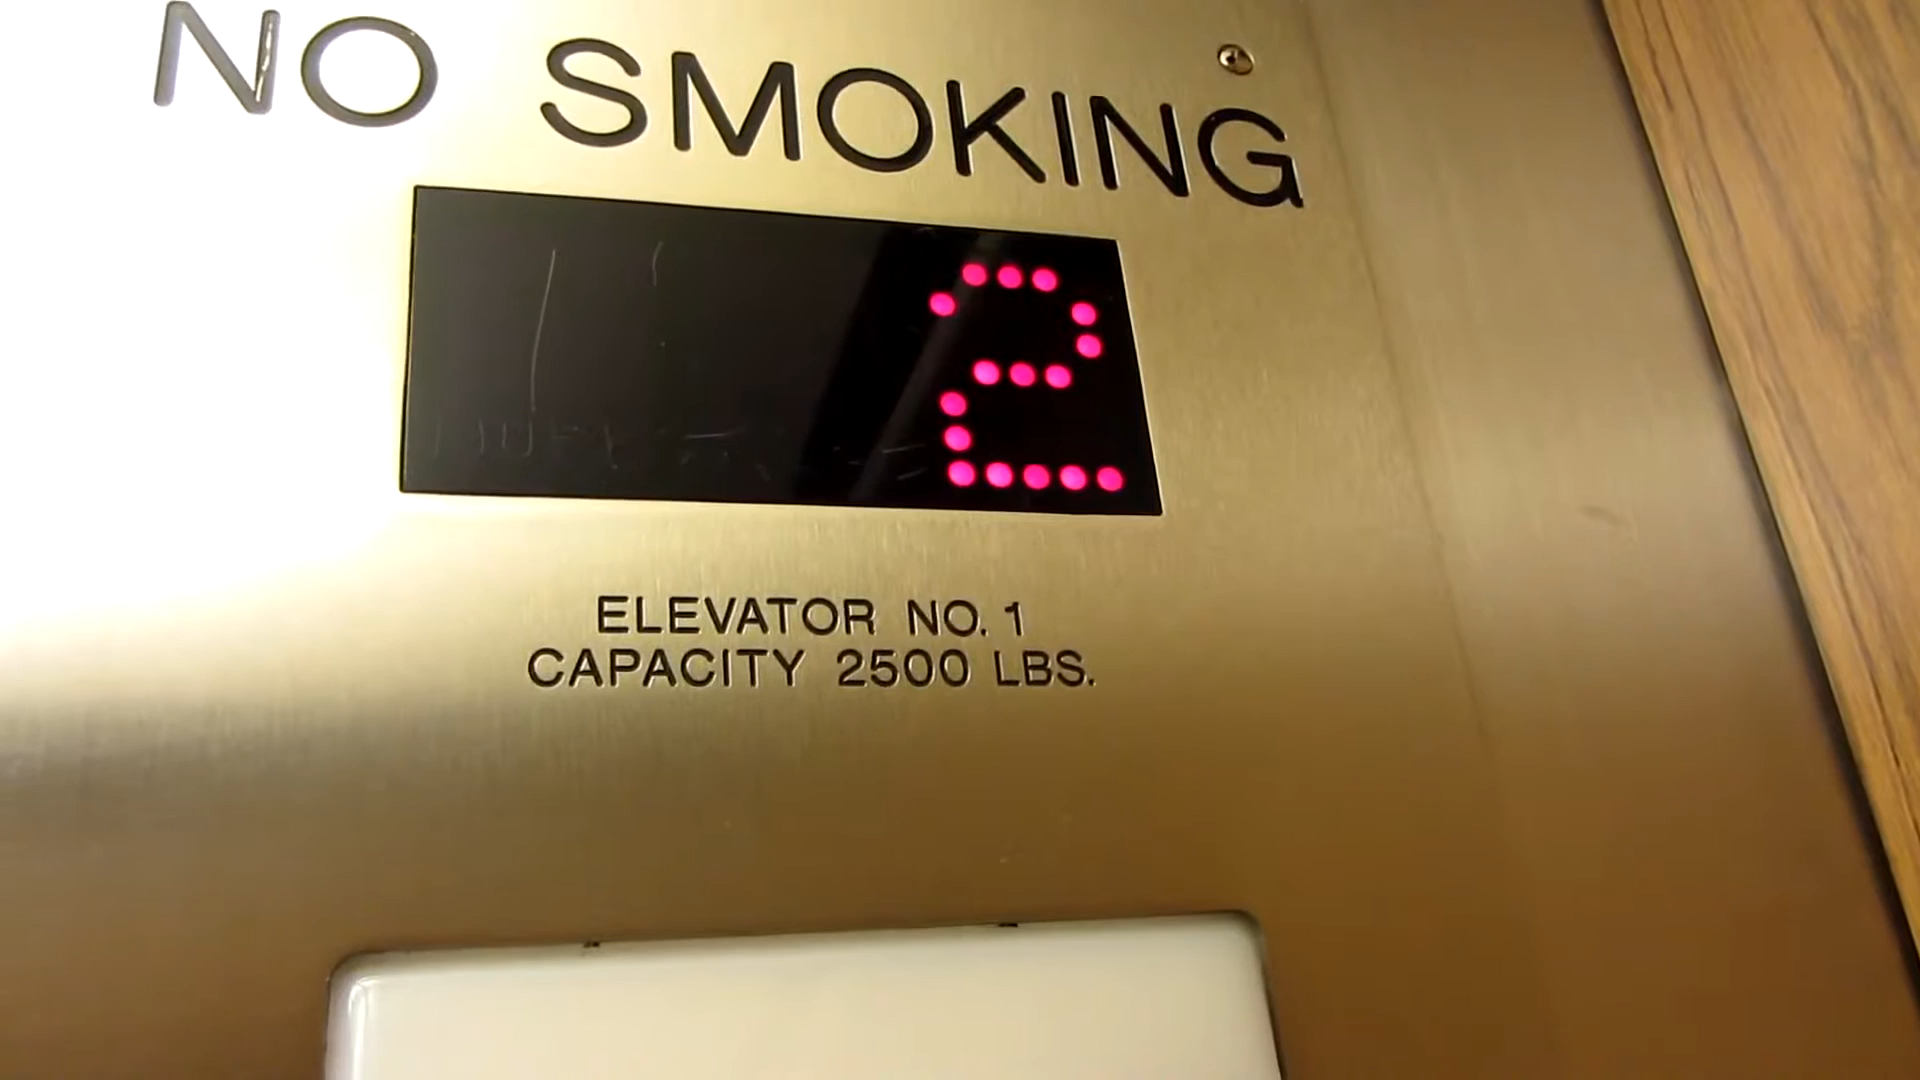 NO SMOKING
2
ELEVATOR NO. 1
CAPACITY 2500 LBS.